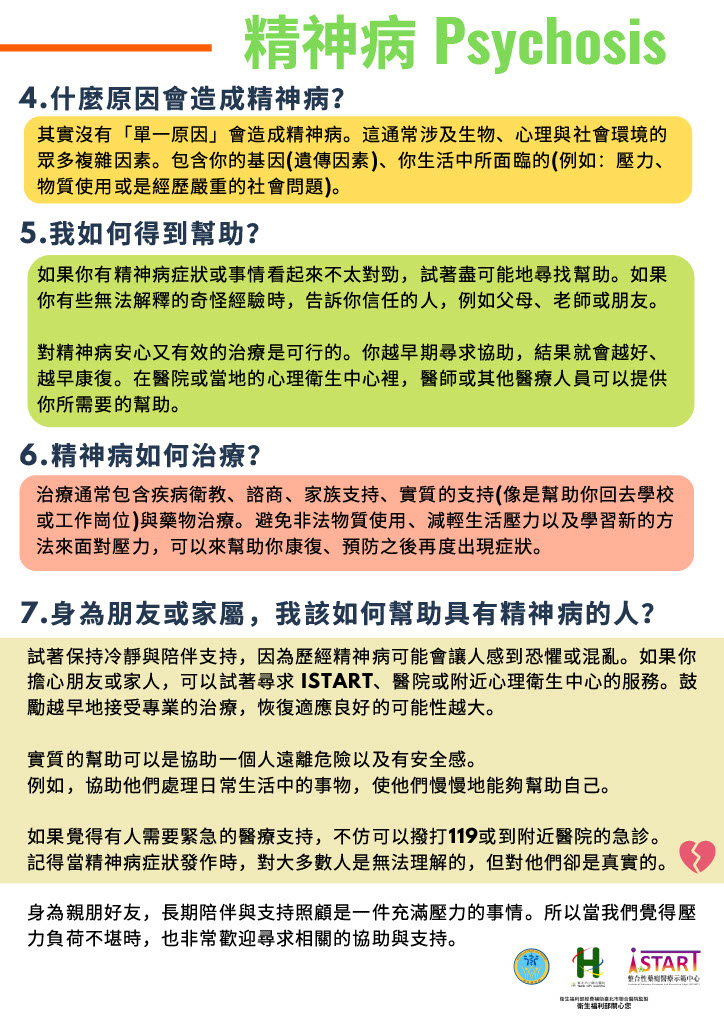 精神病 Psychosis
4.什麼原因會造成精神病？
其實沒有「單一原因」會造成精神病。這通常涉及生物、心理與社會環境的
眾多複雜因素。包含你的基因(遺傳因素)、你生活中所面臨的(例如：壓力、
物質使用或是經歷嚴重的社會問題)。
5.我如何得到幫助？
如果你有精神病症狀或事情看起來不太對勁，試著盡可能地尋找幫助。如果
你有些無法解釋的奇怪經驗時，告訴你信任的人，例如父母、老師或朋友。
對精神病安心又有效的治療是可行的。你越早期尋求協助，結果就會越好、
越早康復。在醫院或當地的心理衛生中心裡，醫師或其他醫療人員可以提供
你所需要的幫助。
6.精神病如何治療？
治療通常包含疾病衛教、諮商、家族支持、實質的支持(像是幫助你回去學校
或工作崗位)與藥物治療。避免非法物質使用、減輕生活壓力以及學習新的方
法來面對壓力，可以來幫助你康復、預防之後再度出現症狀。
7.身為朋友或家屬，我該如何幫助具有精神病的人？
試著保持冷靜與陪伴支持，因為歷經精神病可能會讓人感到恐懼或混亂。如果你
擔心朋友或家人，可以試著尋求 ISTART、醫院或附近心理衛生中心的服務。鼓
勵越早地接受專業的治療，恢復適應良好的可能性越大。
實質的幫助可以是協助一個人遠離危險以及有安全感。
例如，協助他們處理日常生活中的事物，使他們慢慢地能夠幫助自己。
如果覺得有人需要緊急的醫療支持，不仿可以撥打119或到附近醫院的急診。
記得當精神病症狀發作時，對大多數人是無法理解的，但對他們卻是真實的。
身為親朋好友，長期陪伴與支持照顧是一件充滿壓力的事情。所以當我們覺得壓
力負荷不堪時，也非常歡迎尋求相關的協助與支持。
iSTART
整合性藥癮醫療示範中心
衛生福利部經費補助臺北市聯合醫院監製
衛生福利部關心您